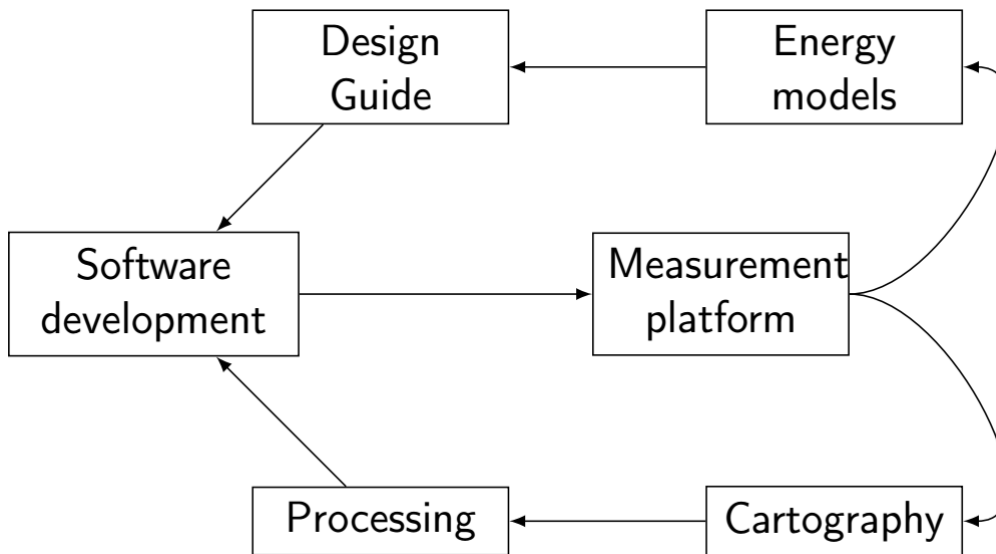 Design
Guide
Energy
models
Software
development
Measurement
platform
Processing
Cartography